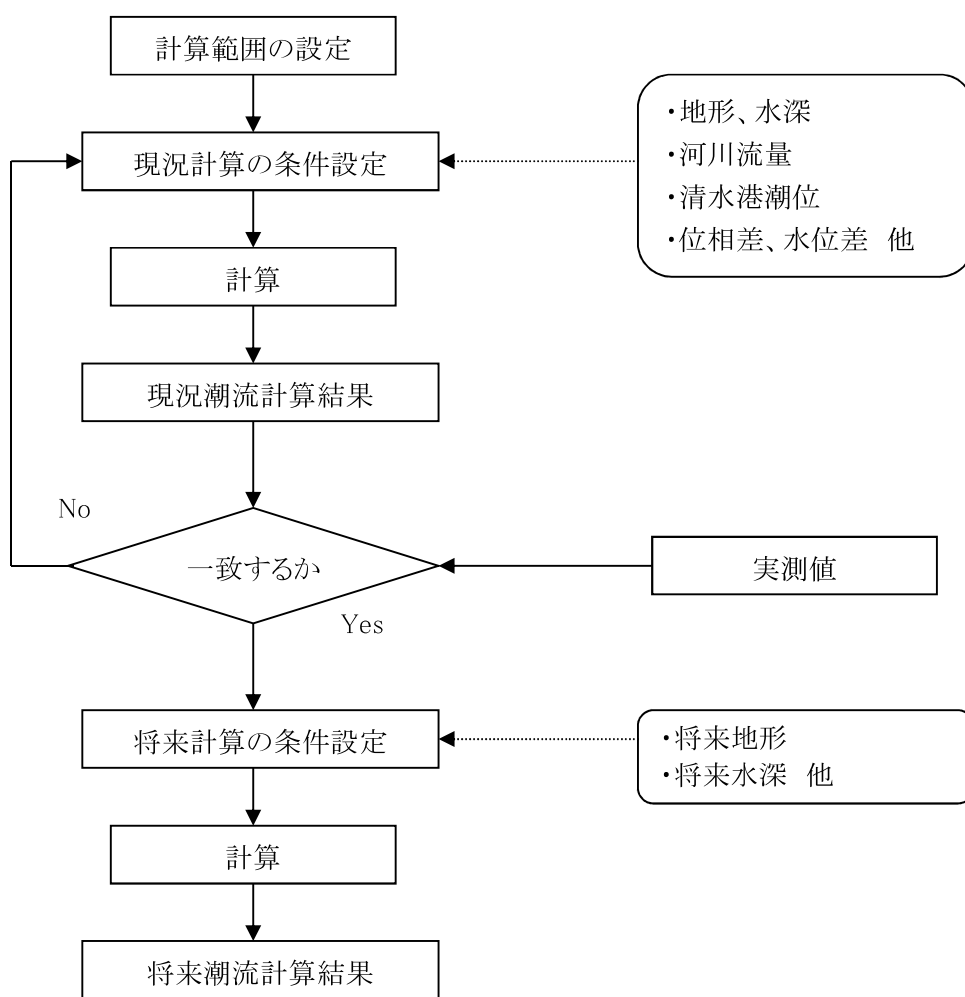 計算範囲の設定
現況計算の条件設定
・地形、水深
・河川流量
・清水港潮位
・位相差、水位差 他
計算
現況潮流計算結果
No
一致するか
実測値
Yes
将来計算の条件設定
・将来地形
・将来水深 他
計算
将来潮流計算結果